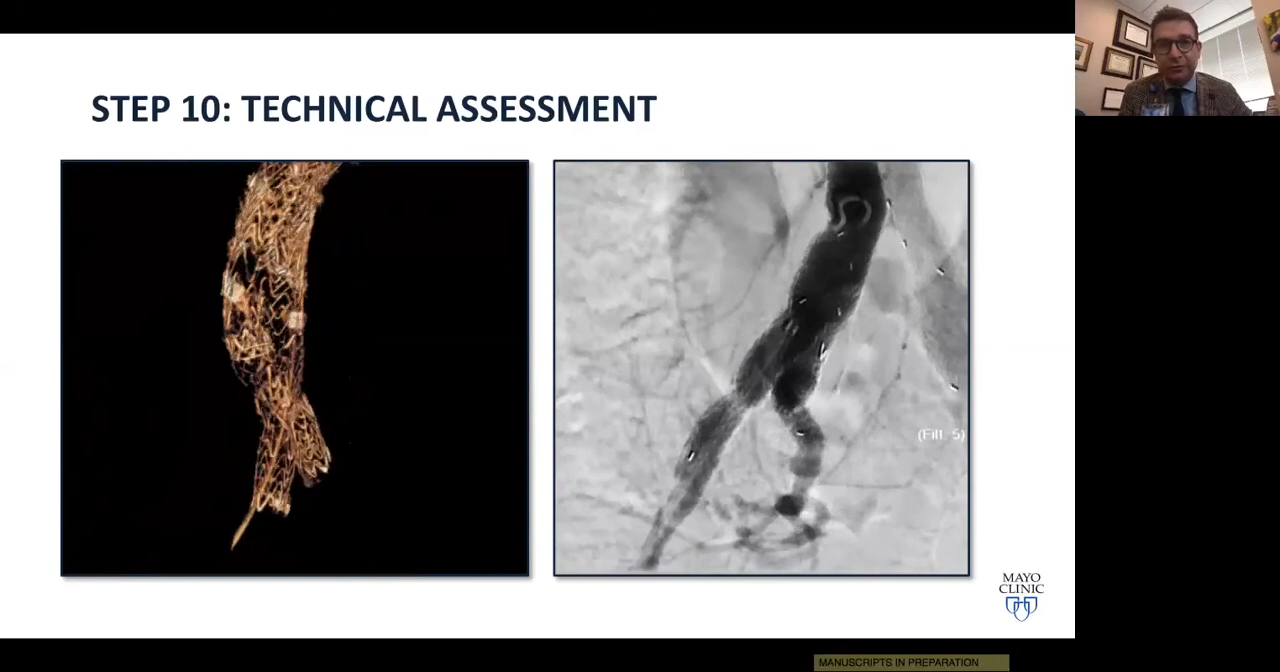 STEP 10: TECHNICAL ASSESSMENT
(Fill. 5)
MAYO
CLINIC
MANUSCRIPTS IN PREPARATION